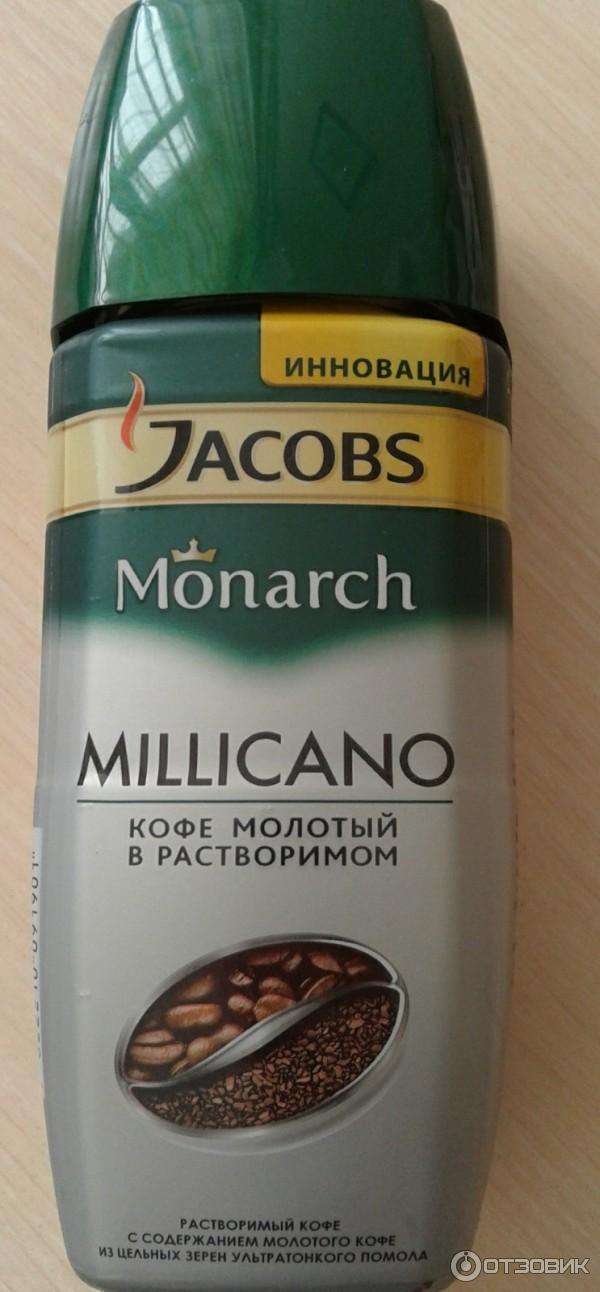 ИННОВАЦИЯ
JACOBS
Monarch
MILLICANO
КОФЕ МОЛОТЫЙ
В РАСТВОРИМОМ
РАСТВОРИМЫЙ КОФЕ
С СОДЕРЖАНИЕМ МОЛОТОГО КОФЕ
ИЗ ЦЕЛЬНЫХ ЗЕРЕН УЛЬТРАТОНКОГО ПОМОЛА
ОТЗОВИК